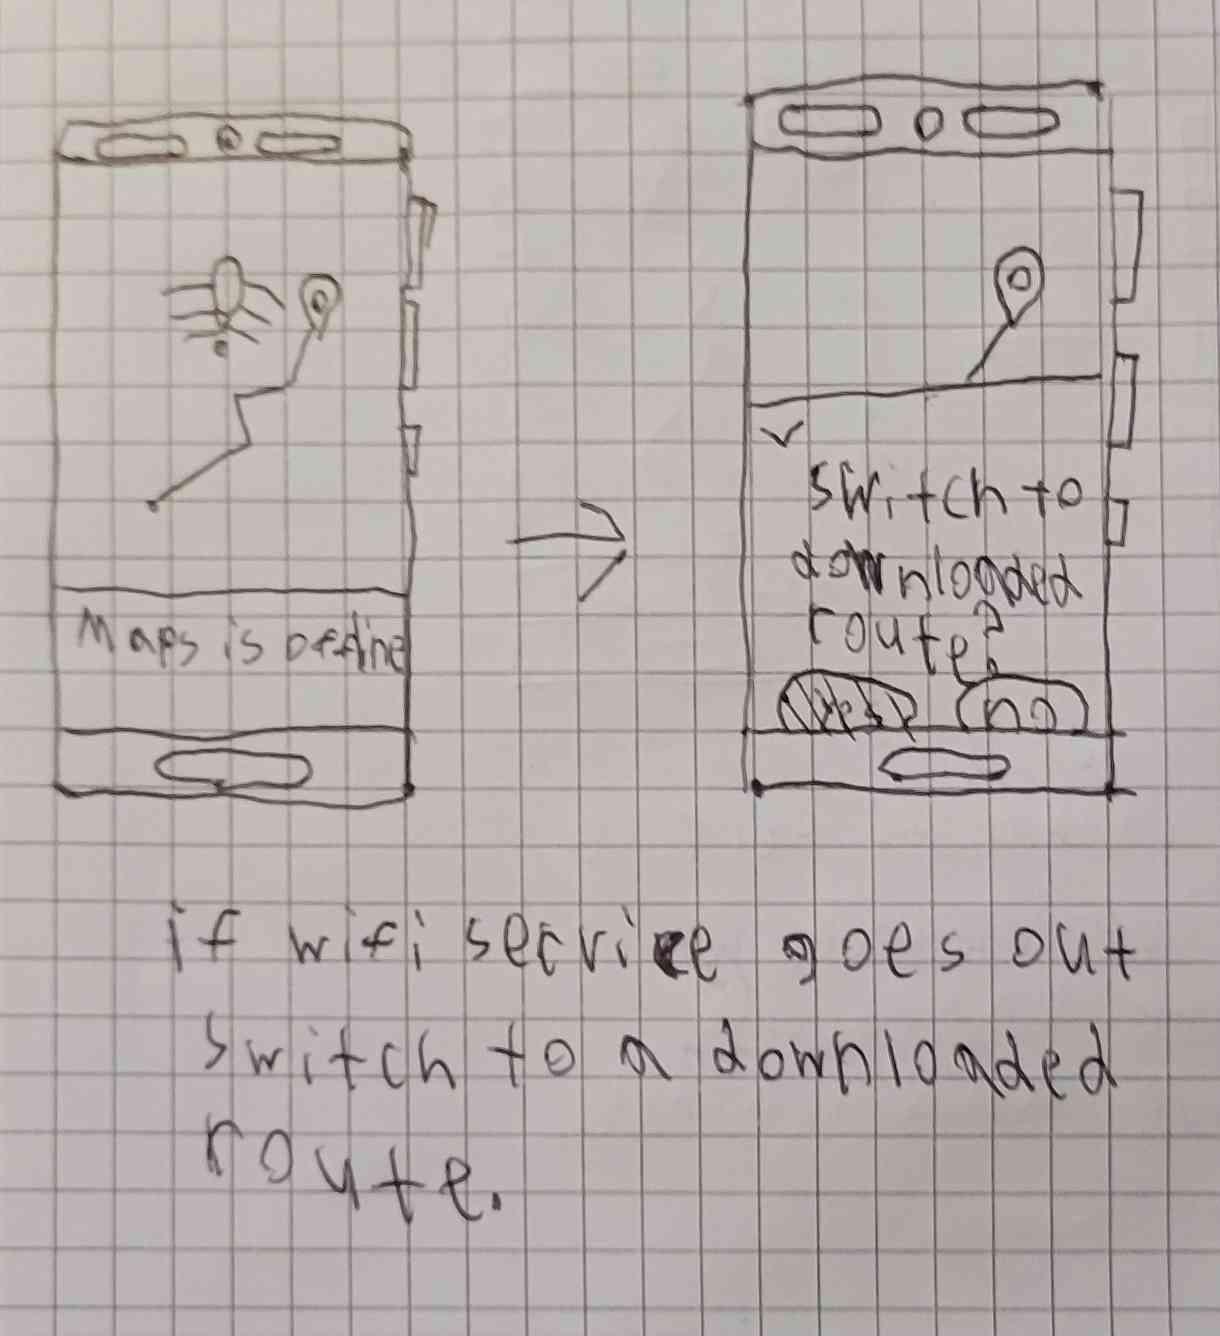 Maps is offline
switch to
downloaded
route?
yes no
if wifi service goes out
switch to a downloaded
route.